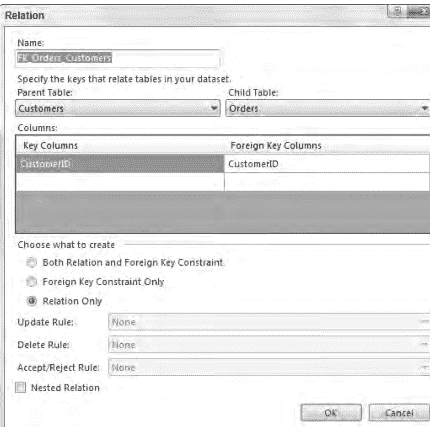 Relation
Name:
FK_Orders_Customers
Specify the keys that relate tables in your dataset.
Parent Table: Child Table:
Customers Orders
Columns:
Key Columns Foreign Key Columns
CustomerID CustomerID
Choose what to create
Both Relation and Foreign Key Constraint
Foreign Key Constraint Only
Relation Only
Update Rule: None
Delete Rule: None
Accept/Reject Rule: None
Nested Relation
OK Cancel